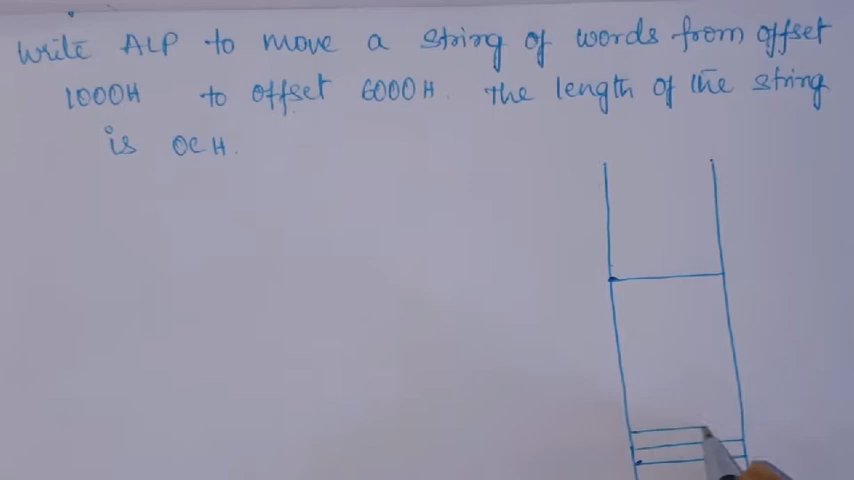 Write ALP to move a string of words from offset
1000H to offset 6000H. The length of the string
is 0EH.